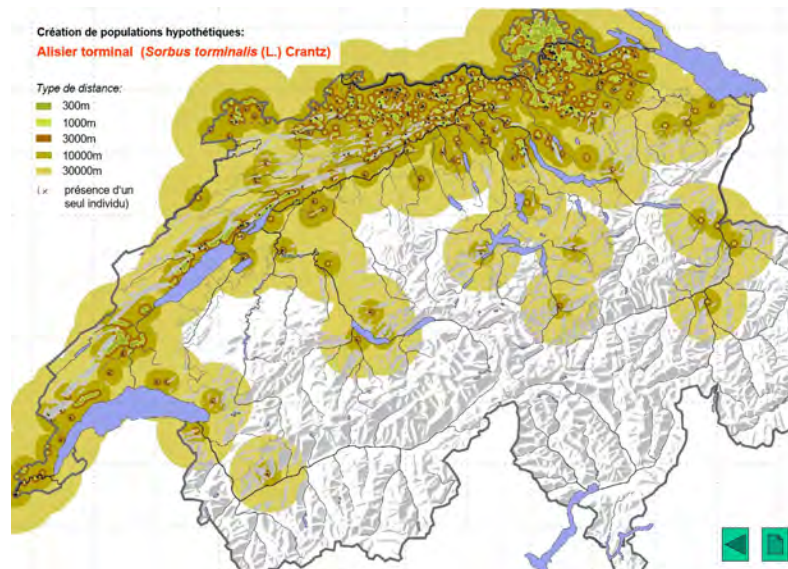 Création de populations hypothétiques:
Alisier torminal (Sorbus torminalis (L.) Crantz)
Type de distance:
300m
1000m
3000m
10000m
30000m
présence d'un
seul individu)